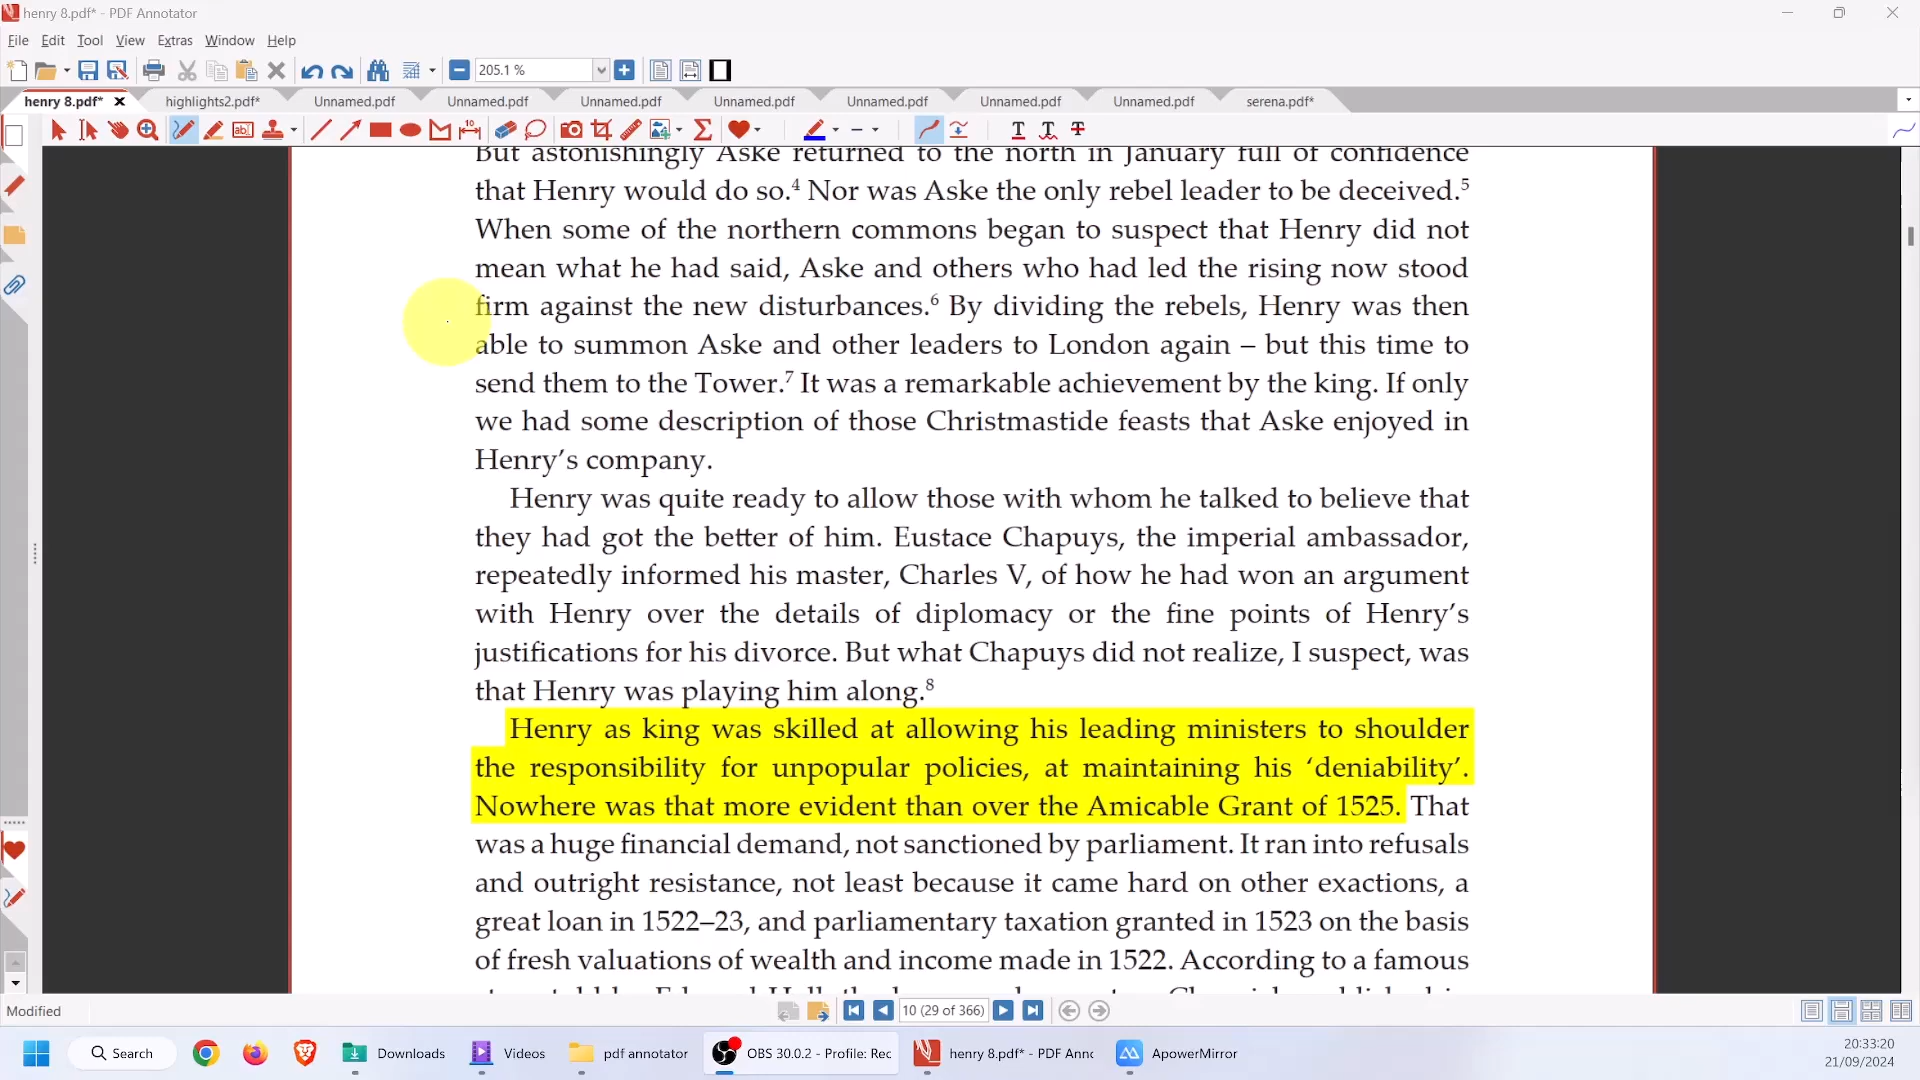 henry 8.pdf* - PDF Annotator
File Edit Tool View Extras Window Help
205.1 %
henry 8.pdf* highlights2.pdf* Unnamed.pdf Unnamed.pdf Unnamed.pdf Unnamed.pdf Unnamed.pdf Unnamed.pdf Unnamed.pdf serena.pdf*
But astonishingly Aske returned to the north in January full of confidence
that Henry would do so.⁴ Nor was Aske the only rebel leader to be deceived.⁵
When some of the northern commons began to suspect that Henry did not
mean what he had said, Aske and others who had led the rising now stood
firm against the new disturbances.⁶ By dividing the rebels, Henry was then
able to summon Aske and other leaders to London again – but this time to
send them to the Tower.⁷ It was a remarkable achievement by the king. If only
we had some description of those Christmastide feasts that Aske enjoyed in
Henry's company.
Henry was quite ready to allow those with whom he talked to believe that
they had got the better of him. Eustace Chapuys, the imperial ambassador,
repeatedly informed his master, Charles V, of how he had won an argument
with Henry over the details of diplomacy or the fine points of Henry's
justifications for his divorce. But what Chapuys did not realize, I suspect, was
that Henry was playing him along.⁸
Henry as king was skilled at allowing his leading ministers to shoulder
the responsibility for unpopular policies, at maintaining his 'deniability'.
Nowhere was that more evident than over the Amicable Grant of 1525. That
was a huge financial demand, not sanctioned by parliament. It ran into refusals
and outright resistance, not least because it came hard on other exactions, a
great loan in 1522–23, and parliamentary taxation granted in 1523 on the basis
of fresh valuations of wealth and income made in 1522. According to a famous
Modified
10 (29 of 366)
Search Downloads Videos pdf annotator OBS 30.0.2 - Profile: Rec henry 8.pdf* - PDF Anno ApowerMirror
20:33:20
21/09/2024